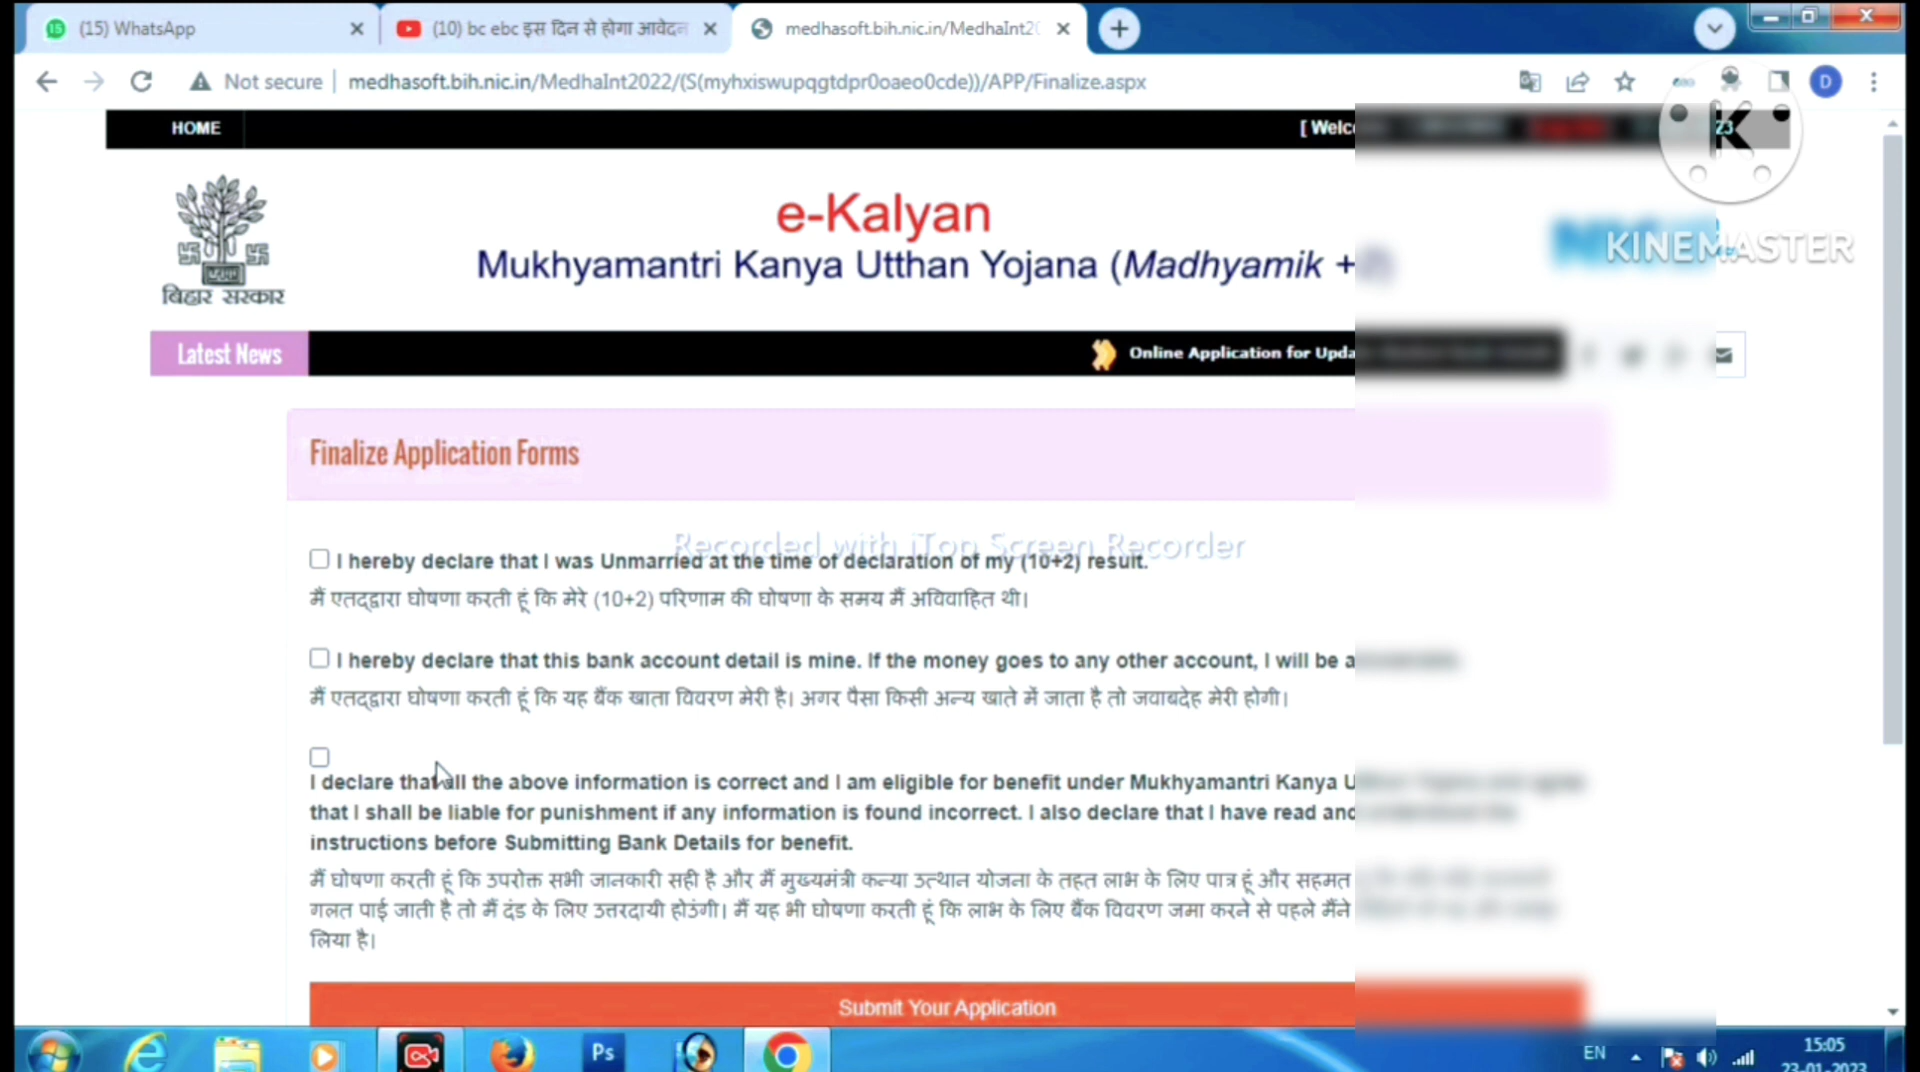 (15) WhatsApp
(10) bc ebc इस दिन से होगा आवेदन
medhasoft.bih.nic.in/MedhaInt20
Not secure
medhasoft.bih.nic.in/MedhaInt2022/(S(myhxiswupqgtdpr0oaeo0cde))/APP/Finalize.aspx
D
HOME
[ Welc
23
K
e-Kalyan
Mukhyamantri Kanya Utthan Yojana (Madhyamik +2)
KINEMASTER
बिहार सरकार
Latest News
Online Application for Upda
Finalize Application Forms
Recorded with iTop Screen Recorder
I hereby declare that I was Unmarried at the time of declaration of my (10+2) result.
मैं एतद्द्वारा घोषणा करती हूं कि मेरे (10+2) परिणाम की घोषणा के समय मैं अविवाहित थी।
I hereby declare that this bank account detail is mine. If the money goes to any other account, I will be
मैं एतद्द्वारा घोषणा करती हूं कि यह बैंक खाता विवरण मेरी है। अगर पैसा किसी अन्य खाते में जाता है तो जवाबदेह मेरी होगी।
I declare that all the above information is correct and I am eligible for benefit under Mukhyamantri Kanya
that I shall be liable for punishment if any information is found incorrect. I also declare that I have read and
instructions before Submitting Bank Details for benefit.
मैं घोषणा करती हूं कि उपरोक्त सभी जानकारी सही है और मैं मुख्यमंत्री कन्या उत्थान योजना के तहत लाभ के लिए पात्र हूं और सहमत
गलत पाई जाती है तो मैं दंड के लिए उत्तरदायी होउंगी। मैं यह भी घोषणा करती हूं कि लाभ के लिए बैंक विवरण जमा करने से पहले मैंने
लिया है।
Submit Your Application
Ps
EN
15:05
23-01-2023